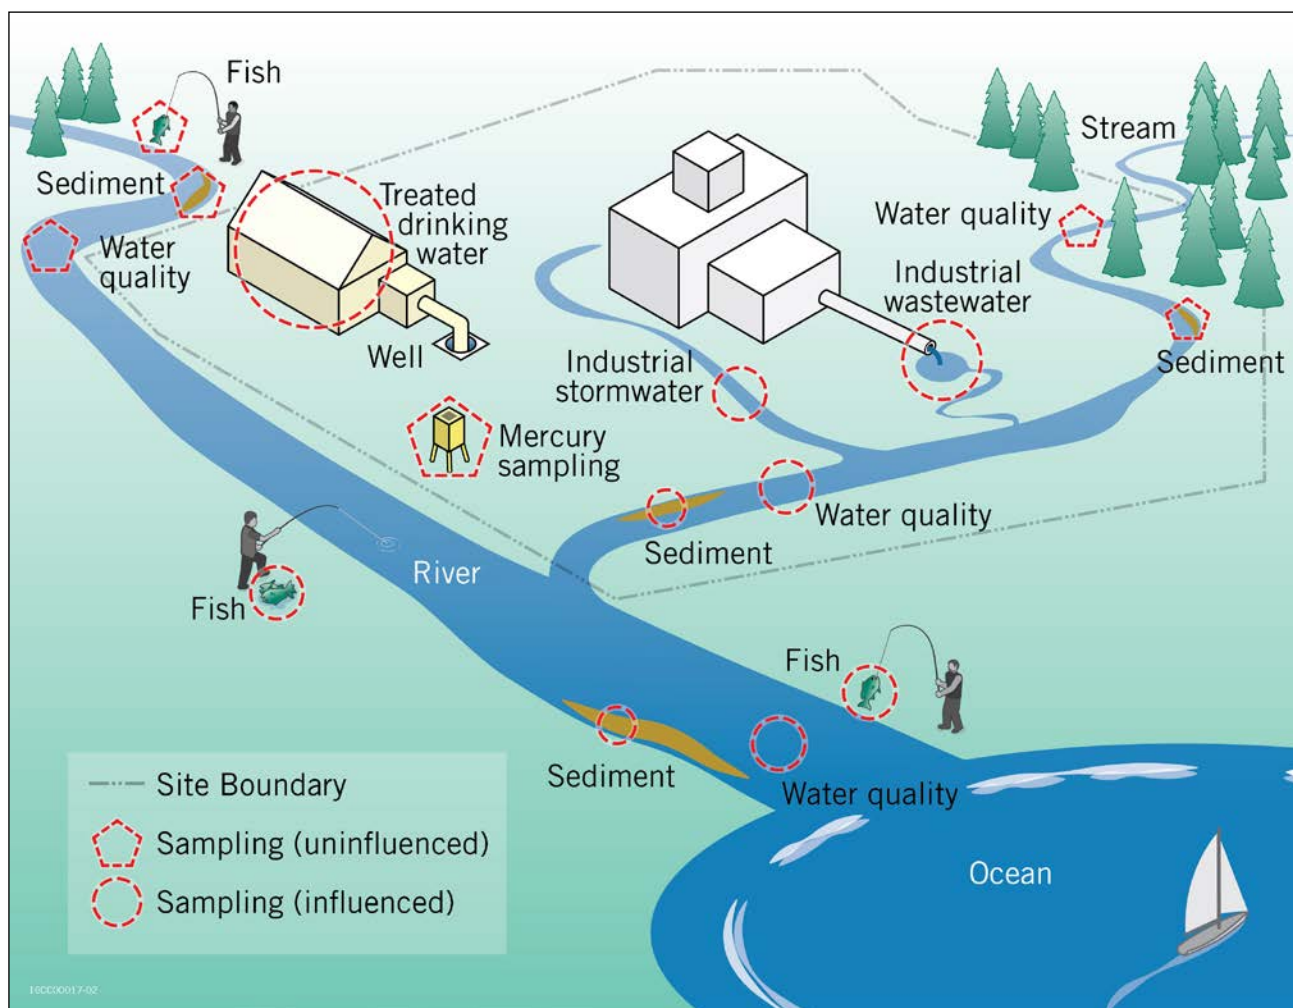 Fish
Stream
Sediment
Treated
drinking
water
Water quality
Water
quality
Industrial
wastewater
Well
Industrial
stormwater
Sediment
Mercury
sampling
Water quality
Sediment
River
Fish
Fish
Sediment
Water quality
Site Boundary
Sampling (uninfluenced)
Sampling (influenced)
Ocean